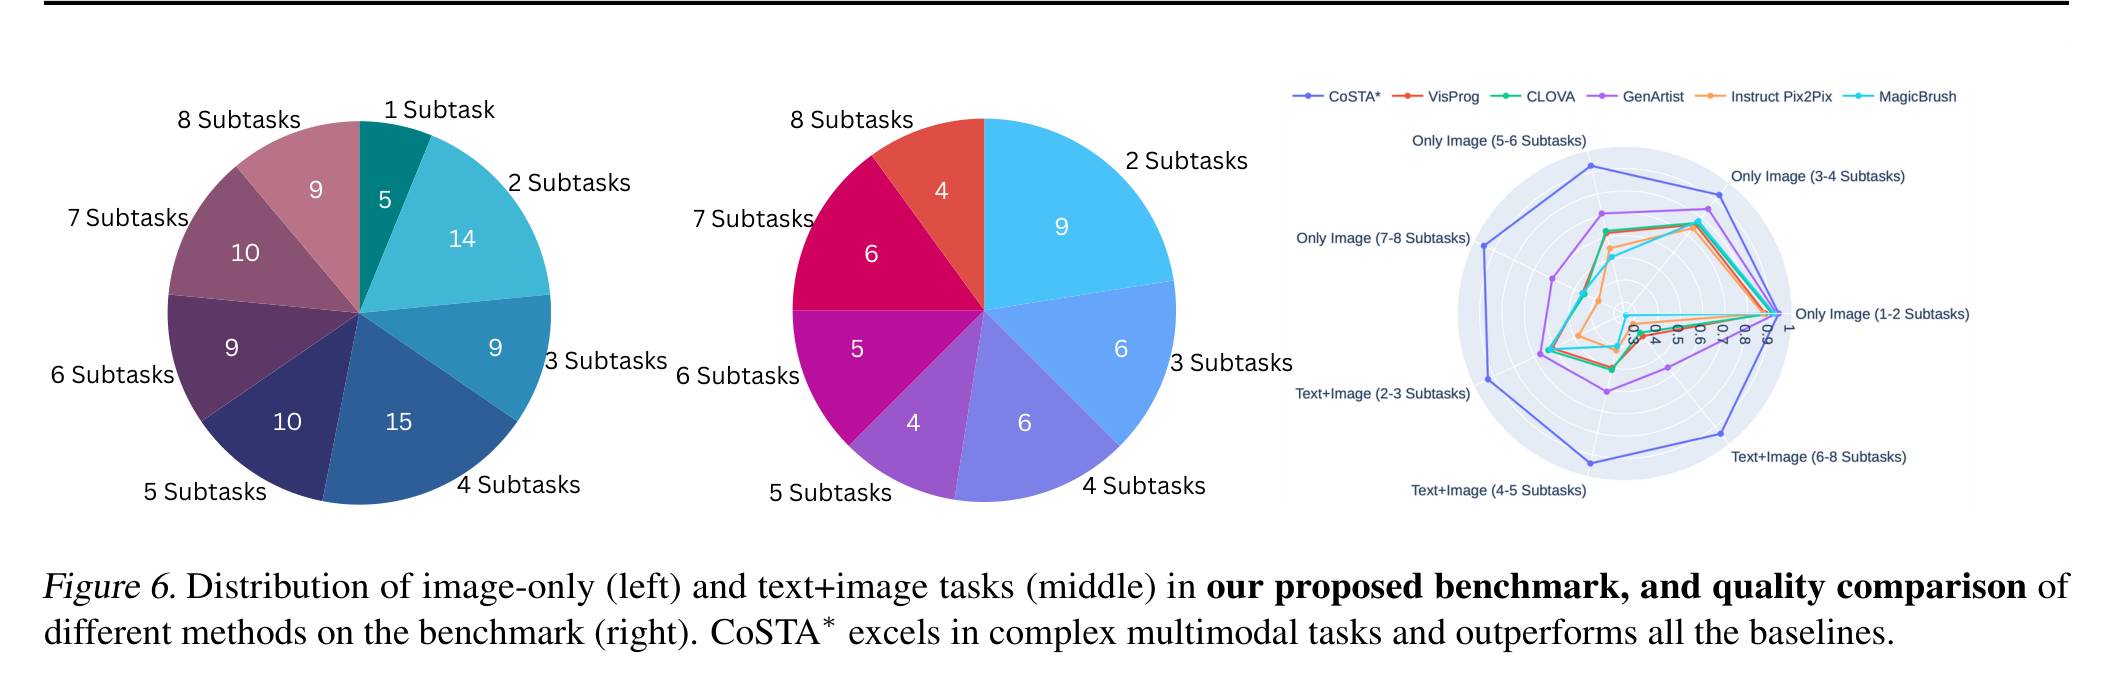 8 Subtasks
1 Subtask
2 Subtasks
3 Subtasks
4 Subtasks
5 Subtasks
6 Subtasks
7 Subtasks
9
5
14
9
15
10
9
10
8 Subtasks
2 Subtasks
3 Subtasks
4 Subtasks
5 Subtasks
6 Subtasks
7 Subtasks
4
9
6
6
4
5
6
CoSTA* VisProg CLOVA GenArtist Instruct Pix2Pix MagicBrush
Only Image (5-6 Subtasks)
Only Image (3-4 Subtasks)
Only Image (7-8 Subtasks)
Only Image (1-2 Subtasks)
0.3 0.4 0.5 0.6 0.7 0.8 0.9 1
Text+Image (2-3 Subtasks)
Text+Image (6-8 Subtasks)
Text+Image (4-5 Subtasks)
Figure 6. Distribution of image-only (left) and text+image tasks (middle) in our proposed benchmark, and quality comparison of
different methods on the benchmark (right). CoSTA* excels in complex multimodal tasks and outperforms all the baselines.